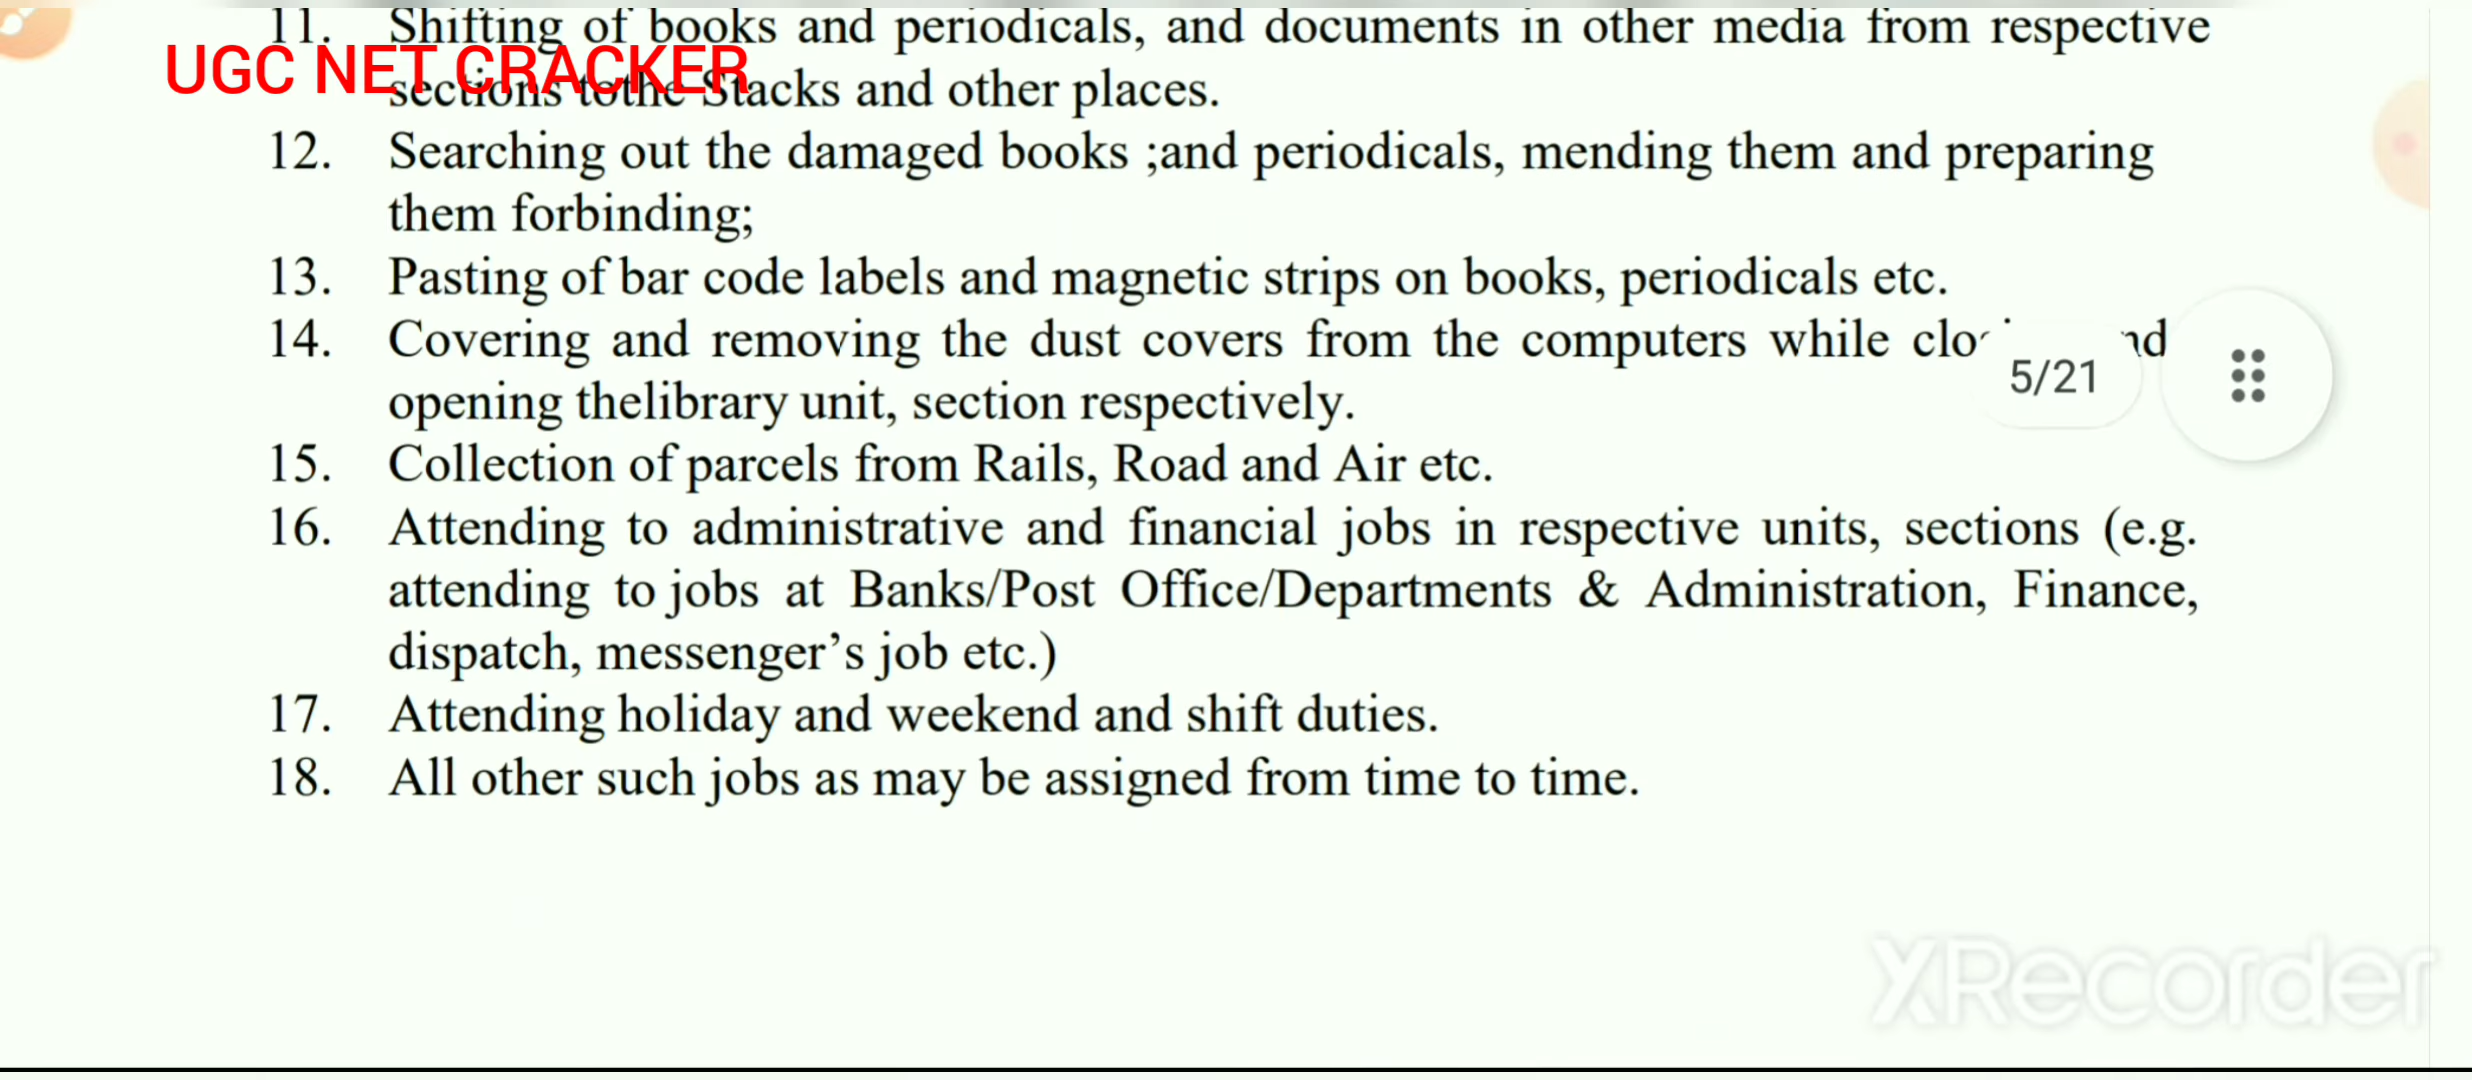 11. Shifting of books and periodicals, and documents in other media from respective
UGC NET CRACKER
sections tothe Stacks and other places.
12. Searching out the damaged books ;and periodicals, mending them and preparing
them forbinding;
13. Pasting of bar code labels and magnetic strips on books, periodicals etc.
14. Covering and removing the dust covers from the computers while
5/21
opening thelibrary unit, section respectively.
15. Collection of parcels from Rails, Road and Air etc.
16. Attending to administrative and financial jobs in respective units, sections (e.g.
attending to jobs at Banks/Post Office/Departments & Administration, Finance,
dispatch, messenger’s job etc.)
17. Attending holiday and weekend and shift duties.
18. All other such jobs as may be assigned from time to time.
XRecorder